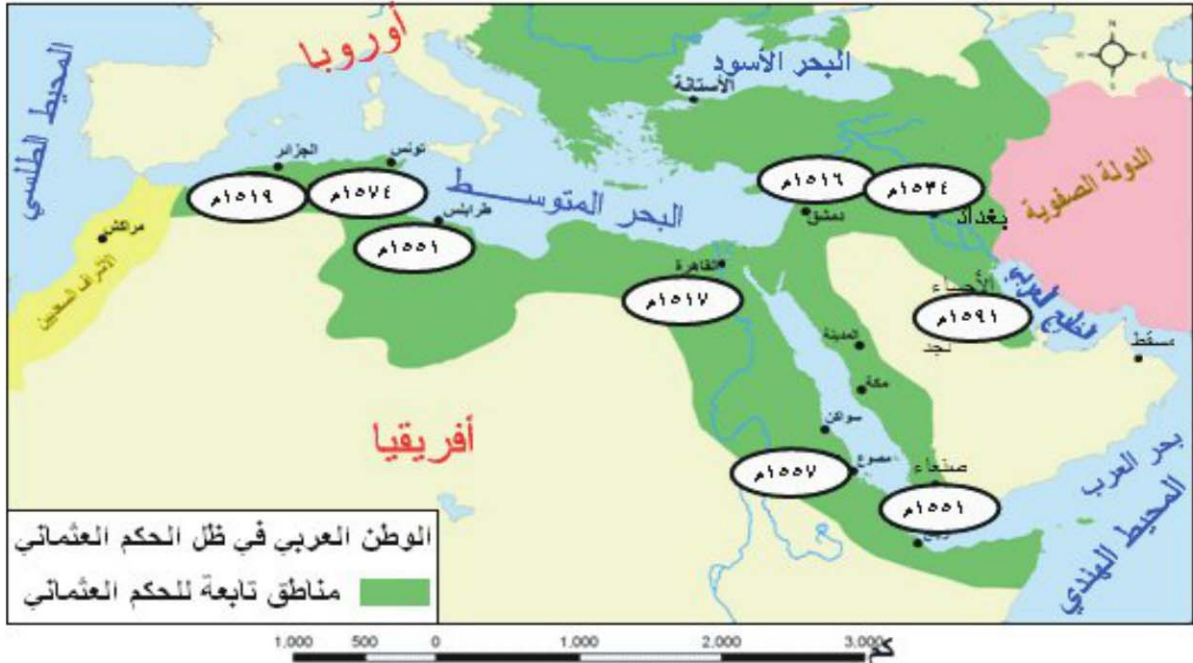 أوروبا
المحيط الطلسي
البحر الأسود
الأستانة
N
الجزائر
تونس
١٥١٩م
١٥٧٤م
البحر المتوسط
١٥١٦م
١٥٣٤م
الدولة الصفوية
مراكش
الأشراف السعديين
طرابلس
١٥٥١م
دمشق
بغداد
القاهرة
١٥١٧م
الأحساء
الخليج العربي
١٥٩١م
نجد
مسقط
المدينة
مكة
أفريقيا
سواكن
مصوع
١٥٥٧م
صنعاء
١٥٥١م
بحر العرب
المحيط الهندي
الوطن العربي في ظل الحكم العثماني
مناطق تابعة للحكم العثماني
1,000 500 0 1,000 2,000 3,000 كم